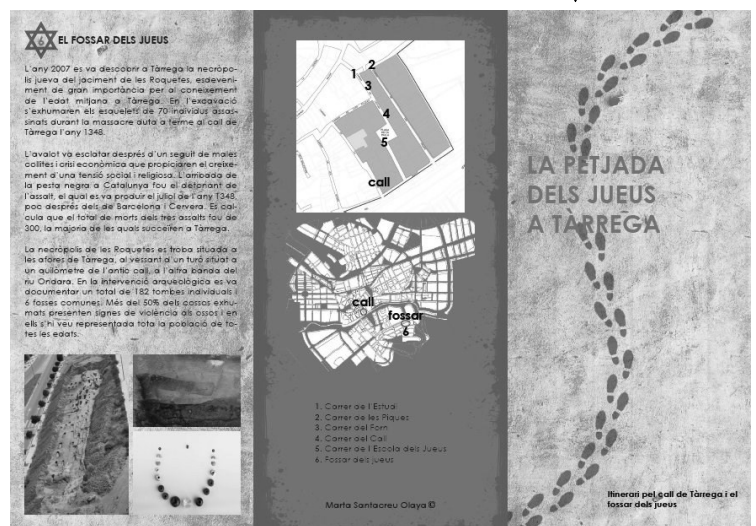 EL FOSSAR DELS JUEUS
L'any 2007 es va descobrir a Tàrrega la necròpo-
lis jueva del jaciment de les Roquetes, esdeveni-
ment de gran importància per al coneixement
de l'edat mitjana a Tàrrega. En l'excavació
s'exhumaren els esquelets de 70 individus assas-
sinats durant la massacre duta a terme al call de
Tàrrega l'any 1348.
L'avalot va esclatar després d'un seguit de males
collites i crisi econòmica que propiciaren el creixe-
ment d'una tensió social i religiosa. L'arribada de
la pesta negra a Catalunya fou el detonant de
l'assalt, el qual es va produir el juliol de l'any 1348,
poc després dels de Barcelona i Cervera. Es cal-
cula que el total de morts dels tres assalts fou de
300, la majoria de les quals succeïren a Tàrrega.
La necròpolis de les Roquetes es troba situada a
les afores de Tàrrega, al vessant d'un turó situat a
un quilòmetre de l'antic call, a l'altra banda del
riu Ondara. En la intervenció arqueològica es va
documentar un total de 182 tombes individuals i
6 fosses comunes. Més del 50% dels cossos exhu-
mats presenten signes de violència als ossos i en
ells s'hi veu representada tota la població de to-
tes les edats.
1
2
3
4
5
call
call
fossar
6
1. Carrer de l'Estudi
2. Carrer de les Piques
3. Carrer del Forn
4. Carrer del Call
5. Carrer de l'Escola dels Jueus
6. Fossar dels jueus
Marta Santacreu Olaya ©
LA PETJADA
DELS JUEUS
A TÀRREGA
Itinerari pel call de Tàrrega i el
fossar dels jueus